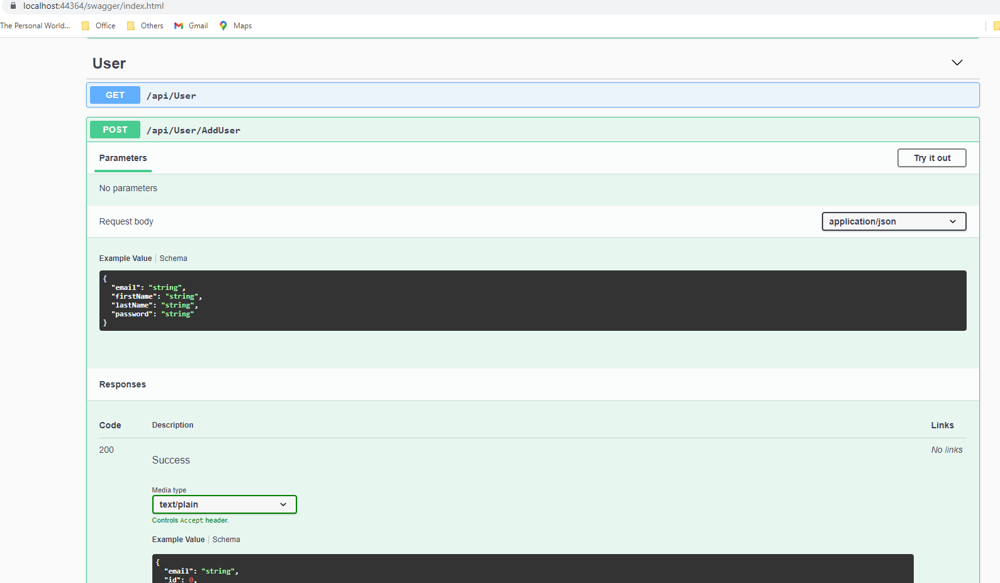 localhost:44364/swagger/index.html
The Personal World... Office Others Gmail Maps
User
GET /api/User
POST /api/User/AddUser
Parameters Try it out
No parameters
Request body application/json
Example Value Schema
{
"email": "string",
"firstName": "string",
"lastName": "string",
"password": "string"
}
Responses
Code Description Links
200 Success No links
Media type
text/plain
Controls Accept header.
Example Value Schema
{
"email": "string",
"id": 0,